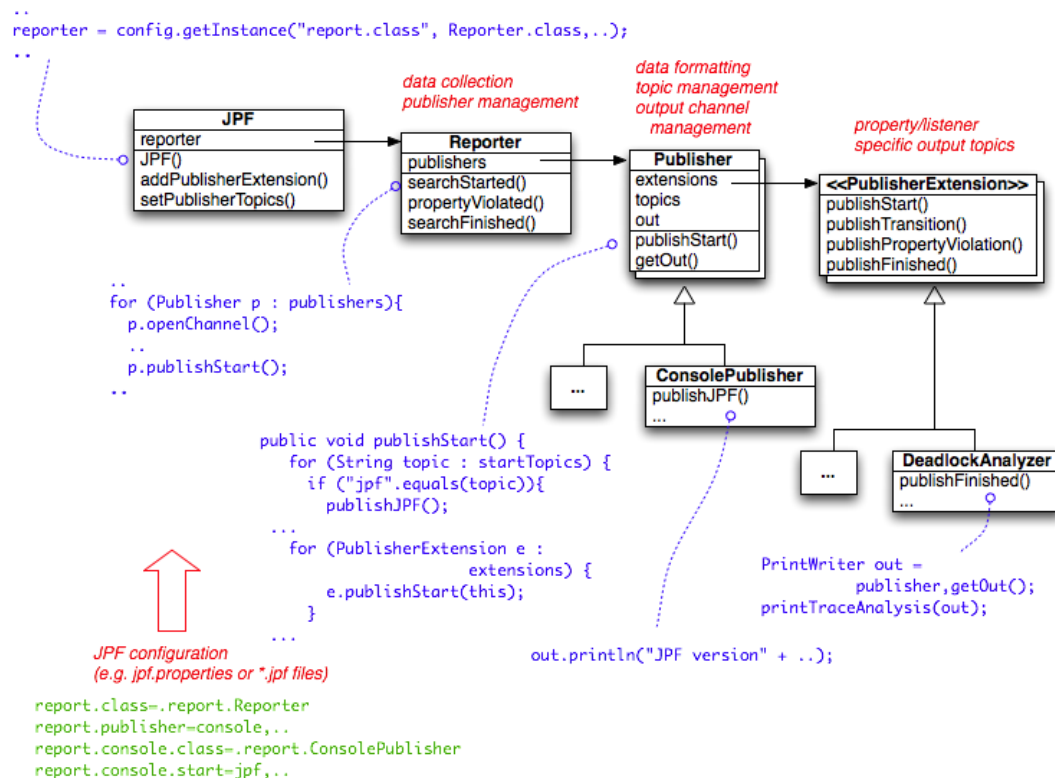 ..
reporter = config.getInstance("report.class", Reporter.class,..);
..
data collection
publisher management
data formatting
topic management
output channel
management
property/listener
specific output topics
JPF
reporter
JPF()
addPublisherExtension()
setPublisherTopics()
Reporter
publishers
searchStarted()
propertyViolated()
searchFinished()
Publisher
extensions
topics
out
publishStart()
getOut()
<<PublisherExtension>>
publishStart()
publishTransition()
publishPropertyViolation()
publishFinished()
..
for (Publisher p : publishers){
p.openChannel();
..
p.publishStart();
..
...
ConsolePublisher
publishJPF()
...
...
DeadlockAnalyzer
publishFinished()
...
public void publishStart() {
for (String topic : startTopics) {
if ("jpf".equals(topic)){
publishJPF();
...
for (PublisherExtension e :
extensions) {
e.publishStart(this);
}
...
PrintWriter out =
publisher,getOut();
printTraceAnalysis(out);
out.println("JPF version" + ..);
JPF configuration
(e.g. jpf.properties or *.jpf files)
report.class=.report.Reporter
report.publisher=console,..
report.console.class=.report.ConsolePublisher
report.console.start=jpf,..